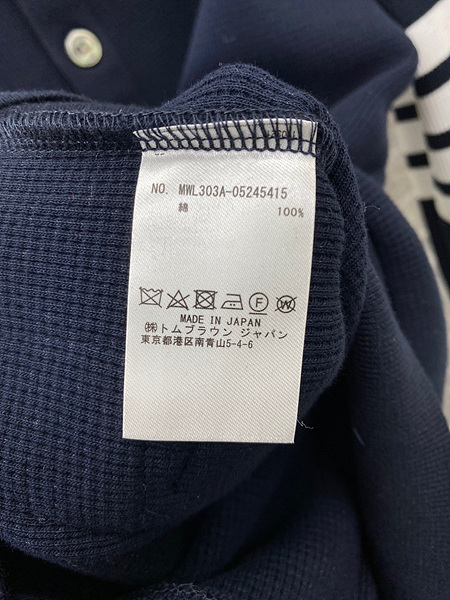 NO. MWL303A-05245415
綿 100%
MADE IN JAPAN
㈱トムブラウン ジャパン
東京都港区南青山5-4-6